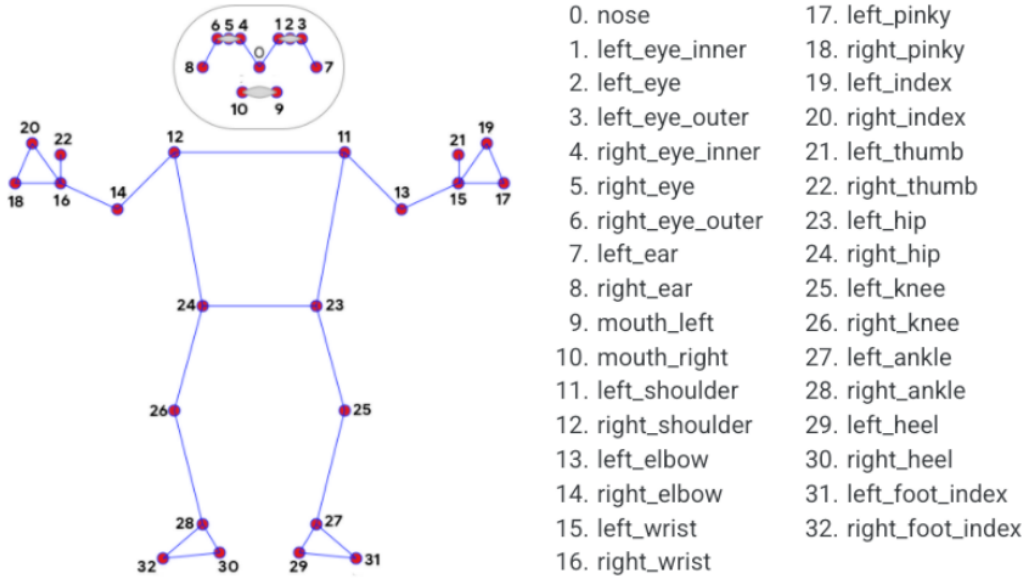 6 5 4 1 2 3
0
8 7
10 9
20 22 12 11 21 19
18 16 14 13 15 17
24 23
26 25
28 27
32 30 29 31
0. nose
1. left_eye_inner
2. left_eye
3. left_eye_outer
4. right_eye_inner
5. right_eye
6. right_eye_outer
7. left_ear
8. right_ear
9. mouth_left
10. mouth_right
11. left_shoulder
12. right_shoulder
13. left_elbow
14. right_elbow
15. left_wrist
16. right_wrist
17. left_pinky
18. right_pinky
19. left_index
20. right_index
21. left_thumb
22. right_thumb
23. left_hip
24. right_hip
25. left_knee
26. right_knee
27. left_ankle
28. right_ankle
29. left_heel
30. right_heel
31. left_foot_index
32. right_foot_index